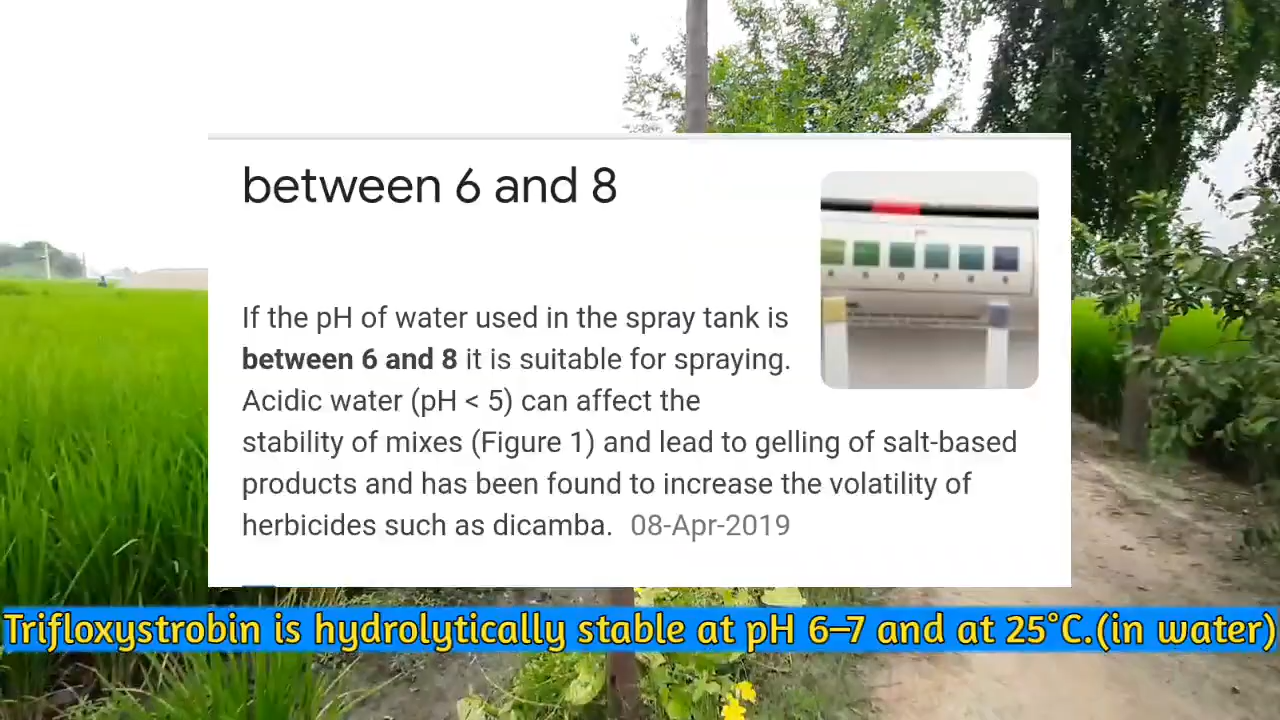 between 6 and 8
If the pH of water used in the spray tank is
between 6 and 8 it is suitable for spraying.
Acidic water (pH < 5) can affect the
stability of mixes (Figure 1) and lead to gelling of salt-based
products and has been found to increase the volatility of
herbicides such as dicamba. 08-Apr-2019
Trifloxystrobin is hydrolytically stable at pH 6–7 and at 25°C.(in water)